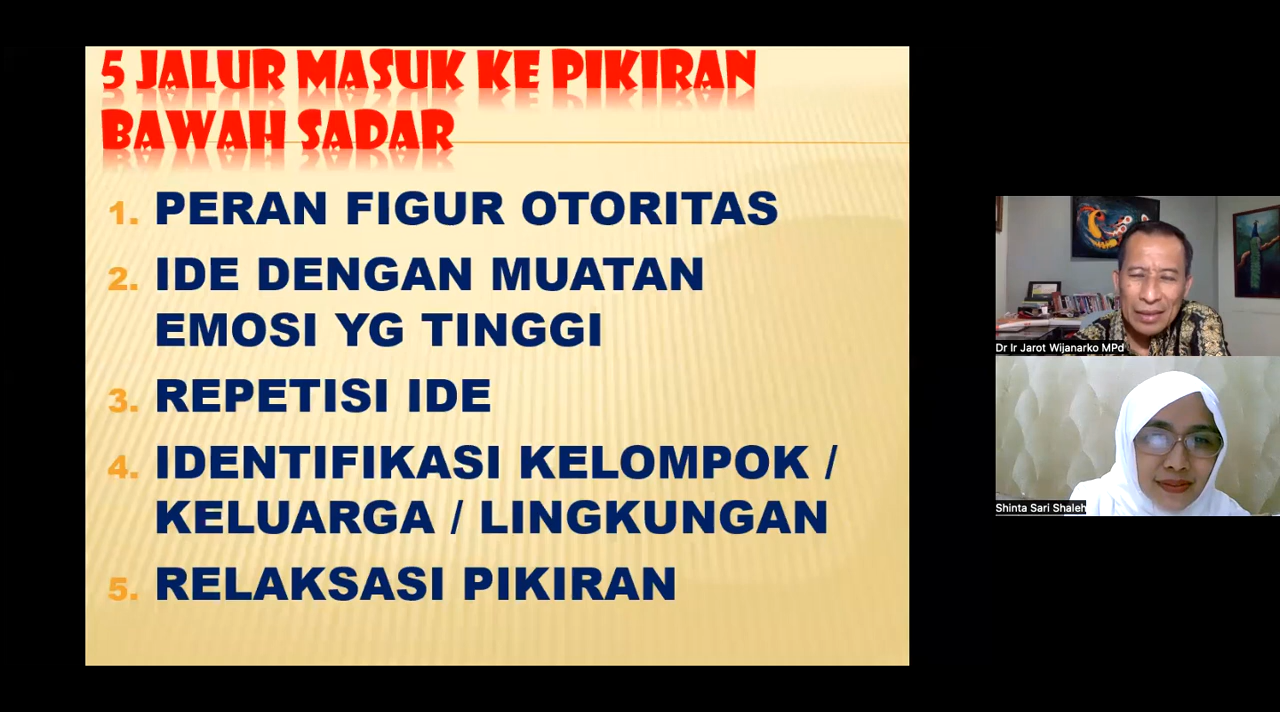 5 JALUR MASUK KE PIKIRAN
BAWAH SADAR
1. PERAN FIGUR OTORITAS
2. IDE DENGAN MUATAN
EMOSI YG TINGGI
3. REPETISI IDE
4. IDENTIFIKASI KELOMPOK /
KELUARGA / LINGKUNGAN
5. RELAKSASI PIKIRAN
Dr Ir Jarot Wijanarko MPd
Shinta Sari Shaleh